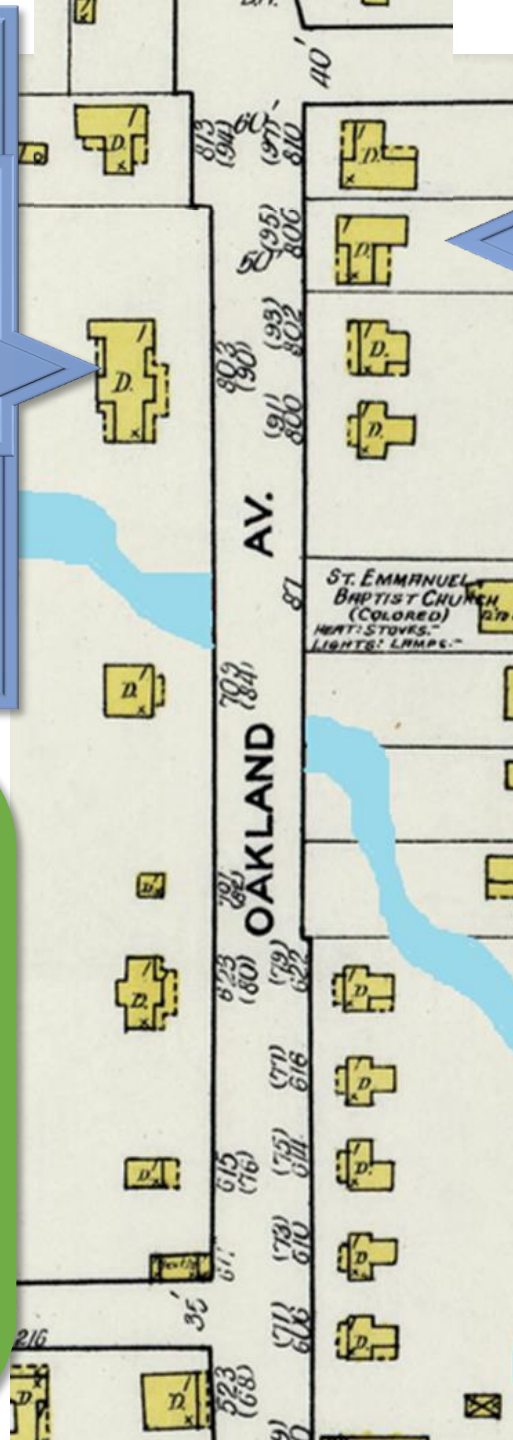 40'
60'
D.
813
(94)
(97)
810
D.
(95)
806
50'
D.
803
(90)
(93)
802
D.
D.
(91)
800
D.
AV.
ST. EMMANUEL
BAPTIST CHURCH
(COLORED)
HEAT: STOVES.
LIGHTS: LAMPS.
87
709
(84)
D.
OAKLAND
D.
623
(80)
(79)
622
D.
D.
(77)
616
D.
615
(76)
(75)
614
D.
D.
(73)
610
D.
35'
(71)
606
D.
216
523
(68)
D.
D.